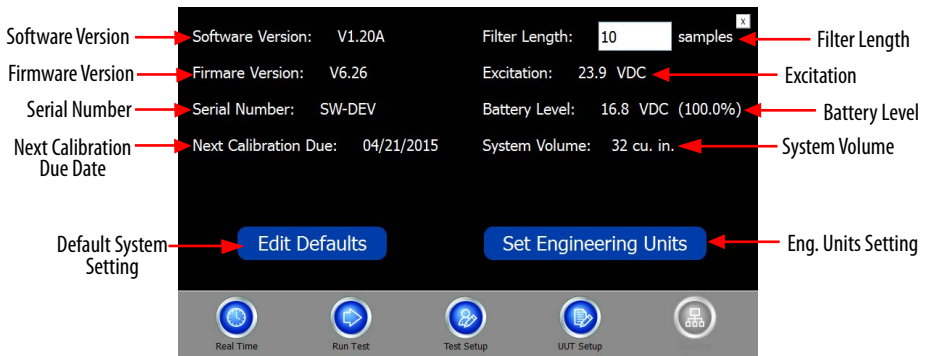 Software Version
Firmware Version
Serial Number
Next Calibration
Due Date
Default System
Setting
x
Software Version: V1.20A
Firmare Version: V6.26
Serial Number: SW-DEV
Next Calibration Due: 04/21/2015
Filter Length: 10 samples
Excitation: 23.9 VDC
Battery Level: 16.8 VDC (100.0%)
System Volume: 32 cu. in.
Edit Defaults
Set Engineering Units
Real Time
Run Test
Test Setup
UUT Setup
Filter Length
Excitation
Battery Level
System Volume
Eng. Units Setting